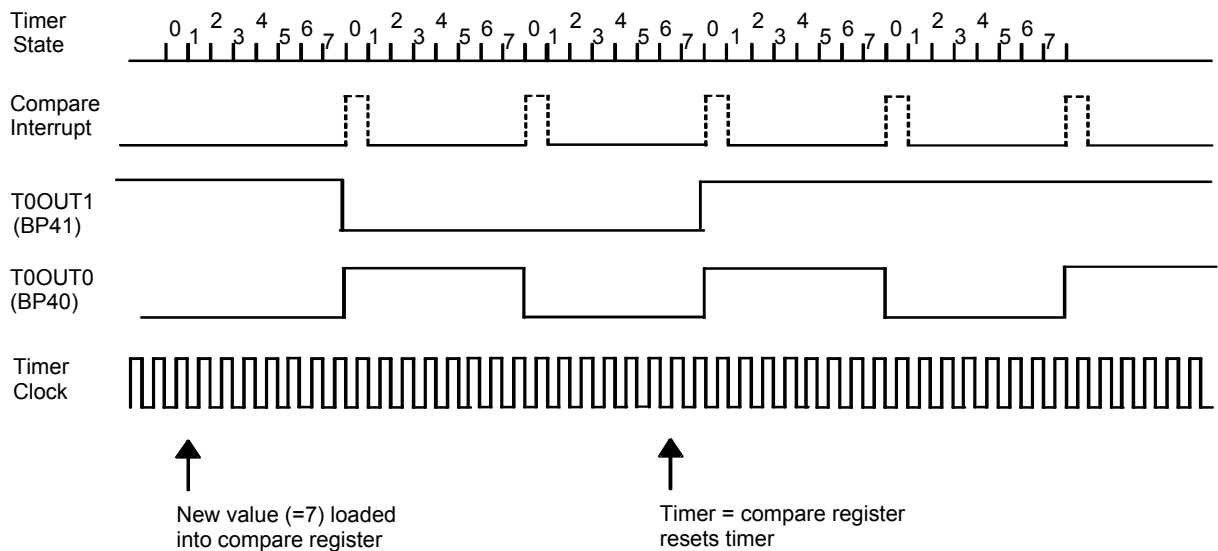 Timer
State
0 1 2 3 4 5 6 7 0 1 2 3 4 5 6 7 0 1 2 3 4 5 6 7 0 1 2 3 4 5 6 7 0 1 2 3 4 5 6 7
Compare
Interrupt
T0OUT1
(BP41)
T0OUT0
(BP40)
Timer
Clock
New value (=7) loaded
into compare register
Timer = compare register
resets timer